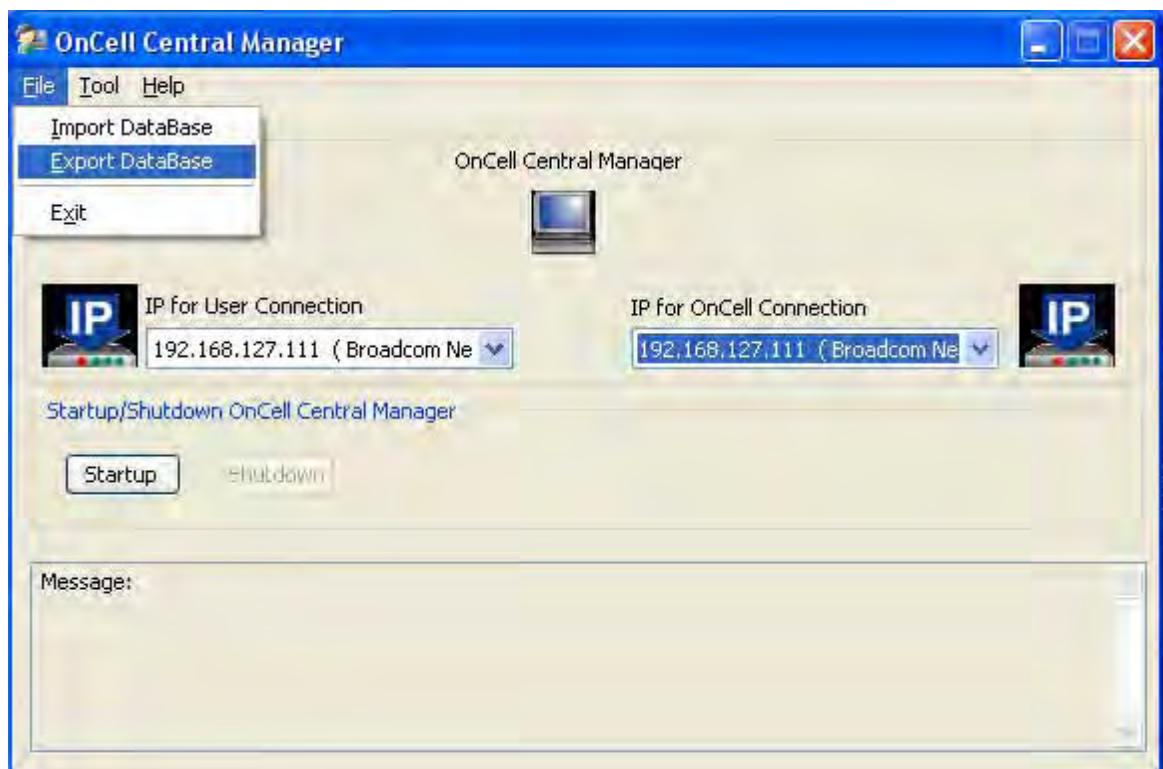 OnCell Central Manager
File Tool Help
Import DataBase
Export DataBase
Exit
OnCell Central Manager
IP
IP for User Connection
192.168.127.111 ( Broadcom Ne
IP for OnCell Connection
192.168.127.111 ( Broadcom Ne
IP
Startup/Shutdown OnCell Central Manager
Startup Shutdown
Message: